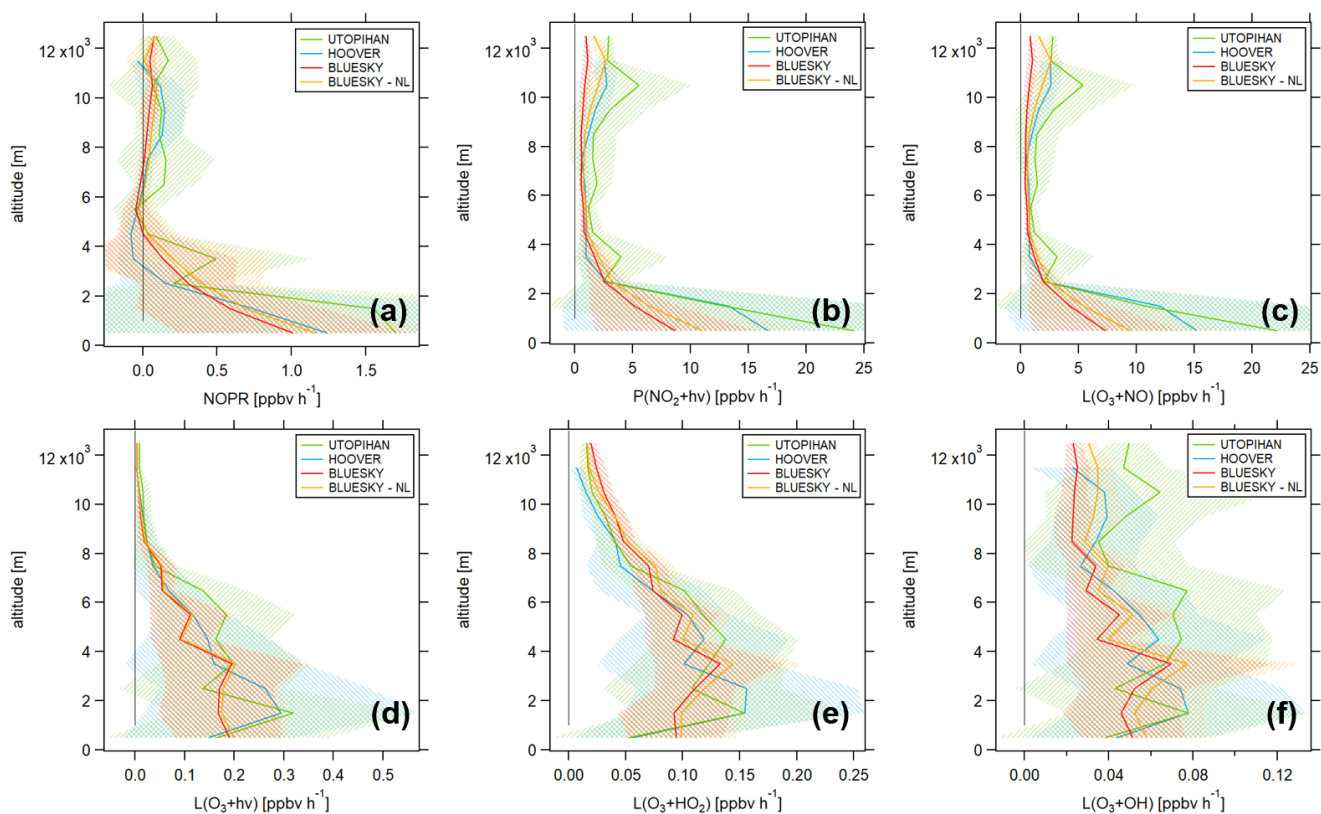 12 x10³
10
8
6
4
2
0
altitude [m]
UTOPIHAN
HOOVER
BLUESKY
BLUESKY - NL
(a)
0.0 0.5 1.0 1.5
NOPR [ppbv h⁻¹]
12 x10³
10
8
6
4
2
0
altitude [m]
UTOPIHAN
HOOVER
BLUESKY
BLUESKY - NL
(b)
0 5 10 15 20 25
P(NO₂+hv) [ppbv h⁻¹]
12 x10³
10
8
6
4
2
0
altitude [m]
UTOPIHAN
HOOVER
BLUESKY
BLUESKY - NL
(c)
0 5 10 15 20 25
L(O₃+NO) [ppbv h⁻¹]
12 x10³
10
8
6
4
2
0
altitude [m]
UTOPIHAN
HOOVER
BLUESKY
BLUESKY - NL
(d)
0.0 0.1 0.2 0.3 0.4 0.5
L(O₃+hv) [ppbv h⁻¹]
12 x10³
10
8
6
4
2
0
altitude [m]
UTOPIHAN
HOOVER
BLUESKY
BLUESKY - NL
(e)
0.00 0.05 0.10 0.15 0.20 0.25
L(O₃+HO₂) [ppbv h⁻¹]
12 x10³
10
8
6
4
2
0
altitude [m]
UTOPIHAN
HOOVER
BLUESKY
BLUESKY - NL
(f)
0.00 0.04 0.08 0.12
L(O₃+OH) [ppbv h⁻¹]